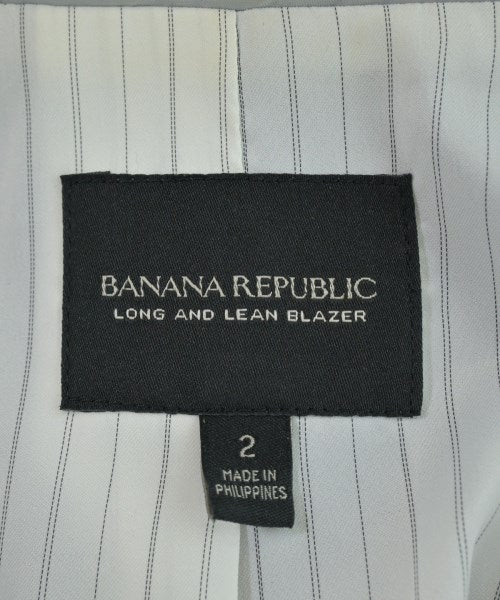 BANANA REPUBLIC
LONG AND LEAN BLAZER
2
MADE IN
PHILIPPINES